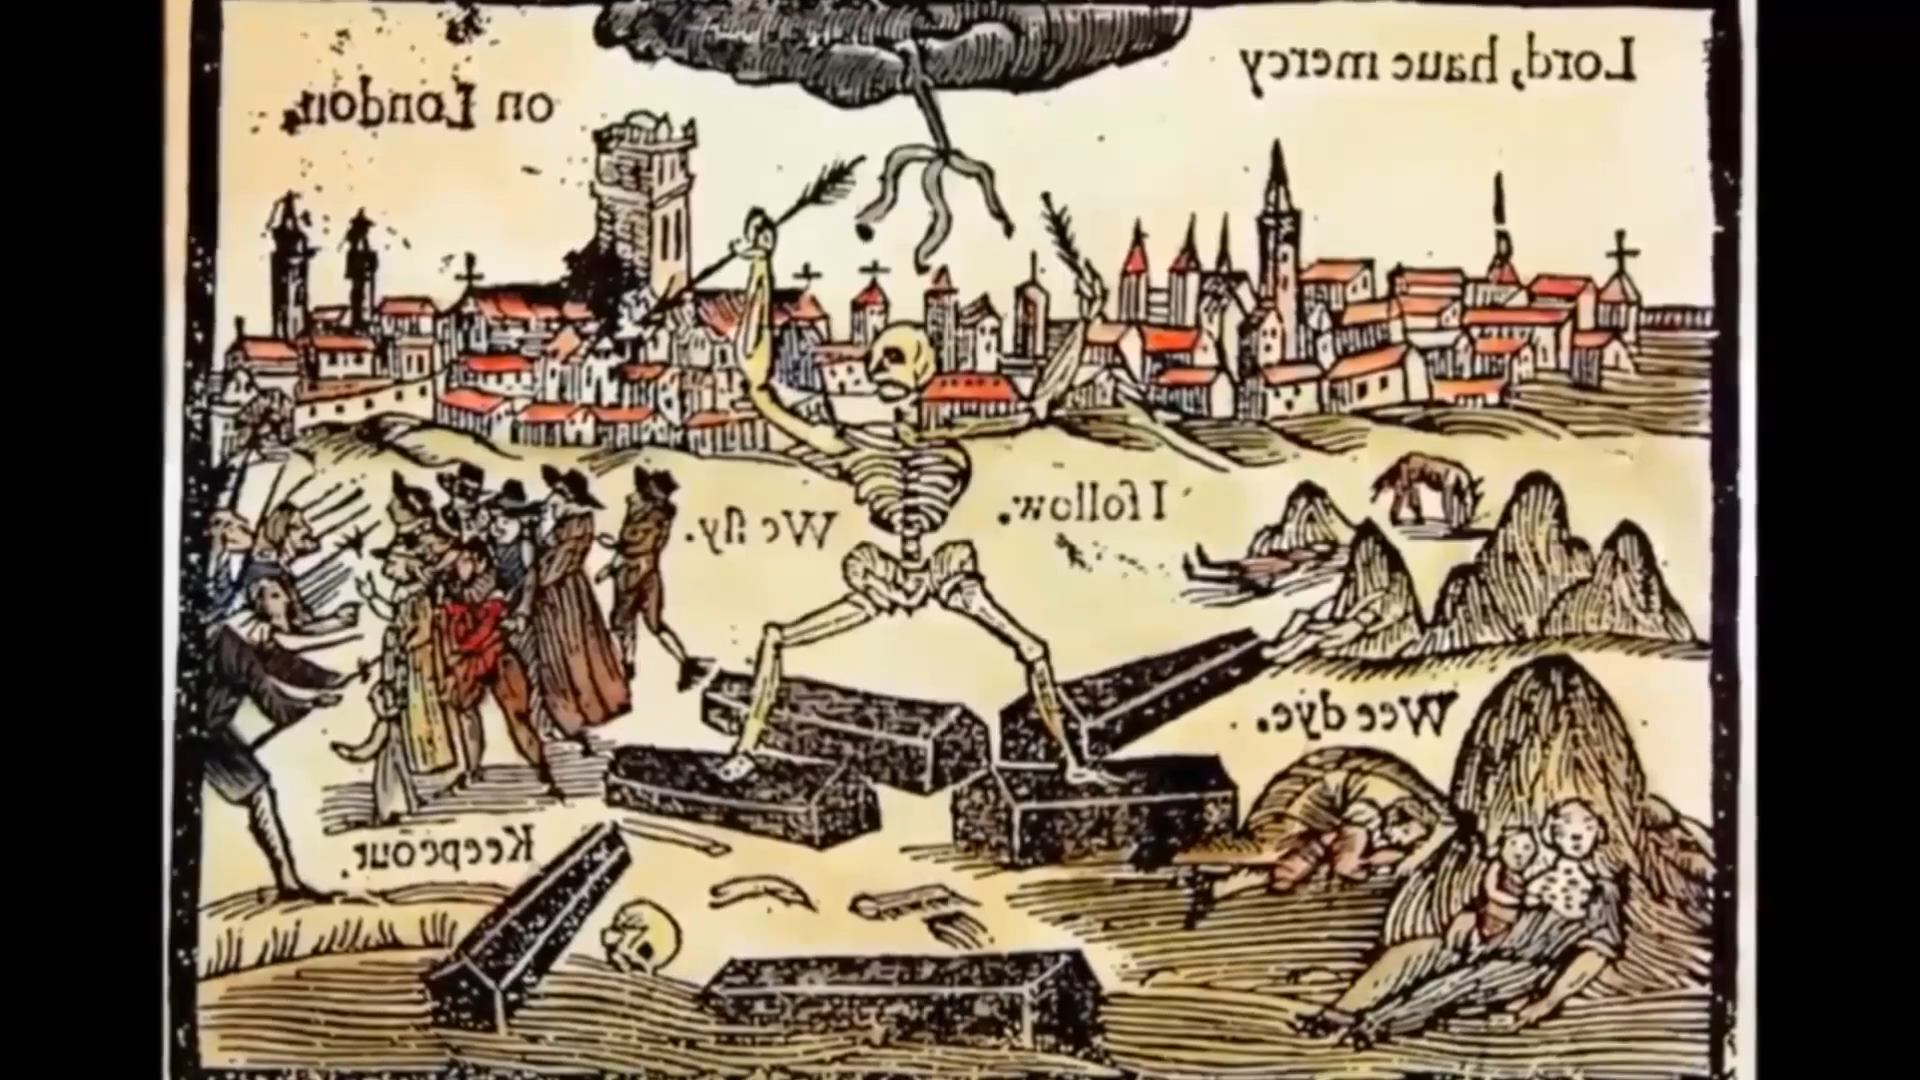 Lord, haue mercy
on London.
I follow.
We fly.
Wee dye.
Keepe out.